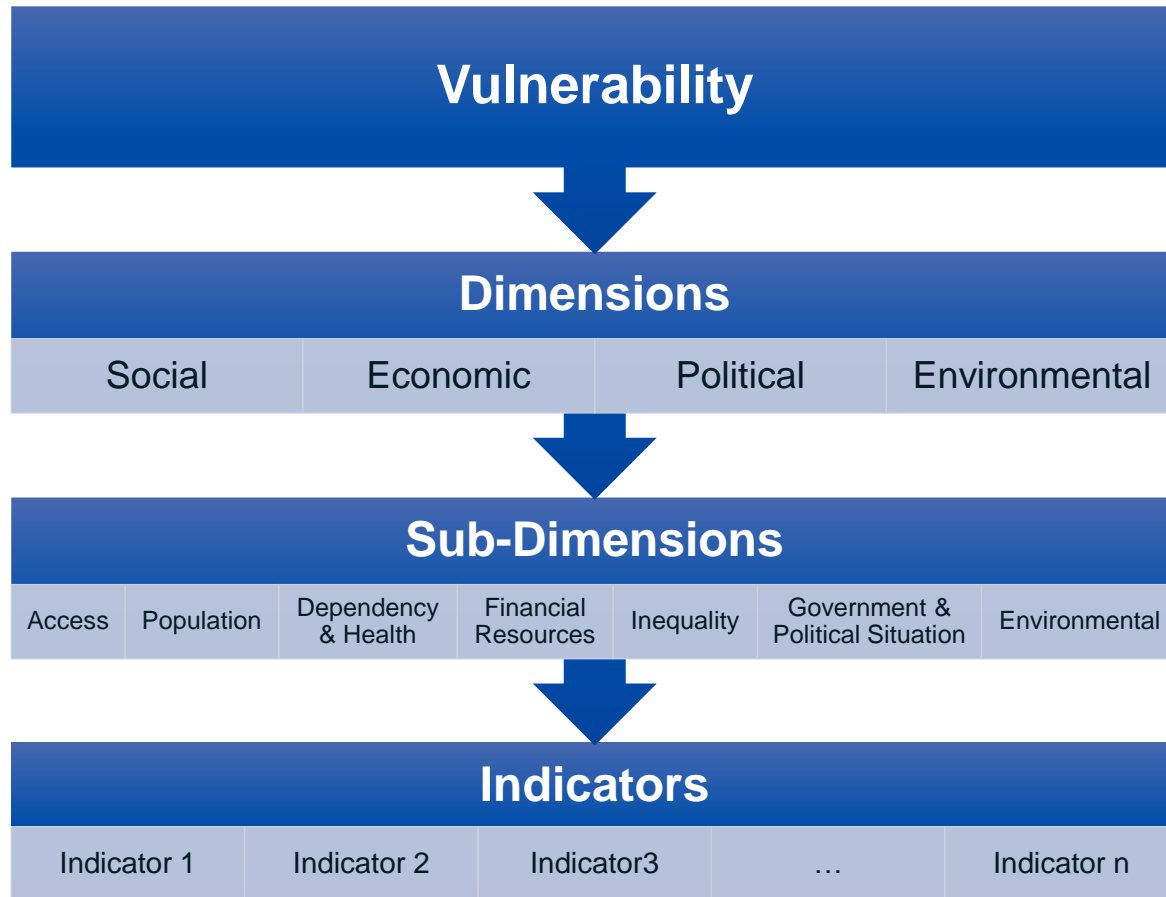 Vulnerability
Dimensions
Social Economic Political Environmental
Sub-Dimensions
Access Population Dependency & Health Financial Resources Inequality Government & Political Situation Environmental
Indicators
Indicator 1 Indicator 2 Indicator3 … Indicator n